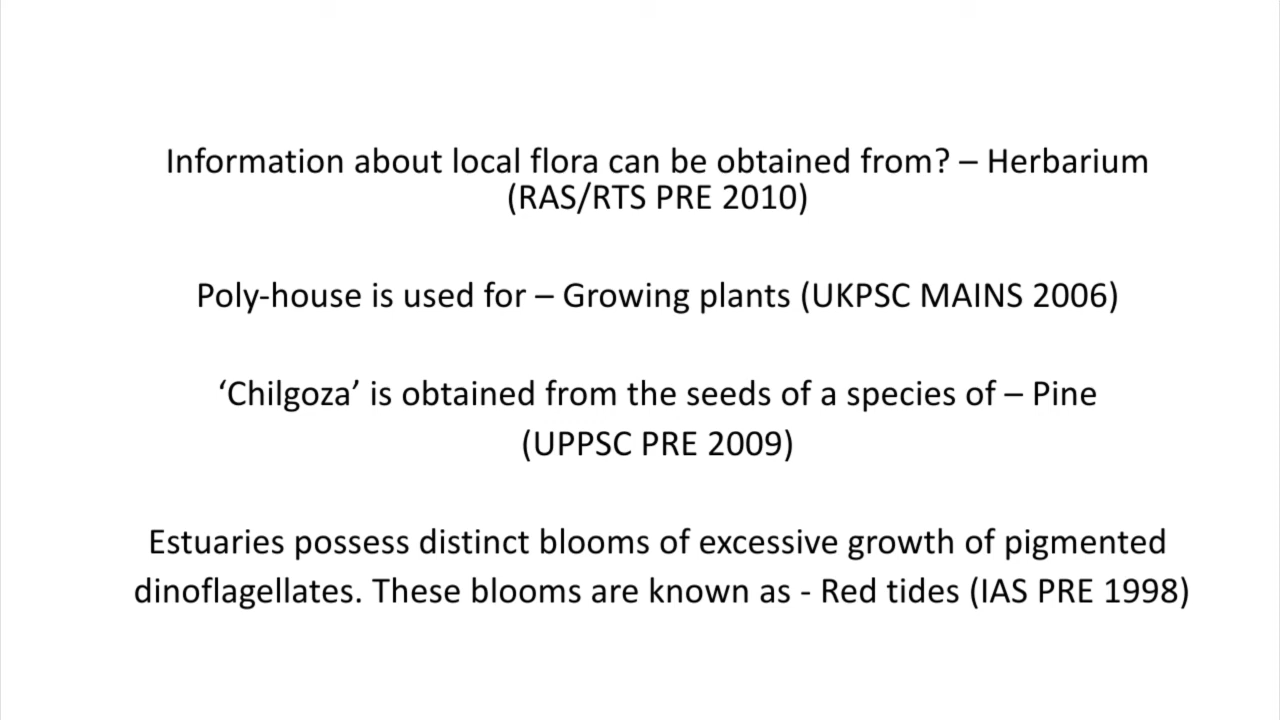 Information about local flora can be obtained from? – Herbarium
(RAS/RTS PRE 2010)
Poly-house is used for – Growing plants (UKPSC MAINS 2006)
‘Chilgoza’ is obtained from the seeds of a species of – Pine
(UPPSC PRE 2009)
Estuaries possess distinct blooms of excessive growth of pigmented
dinoflagellates. These blooms are known as - Red tides (IAS PRE 1998)